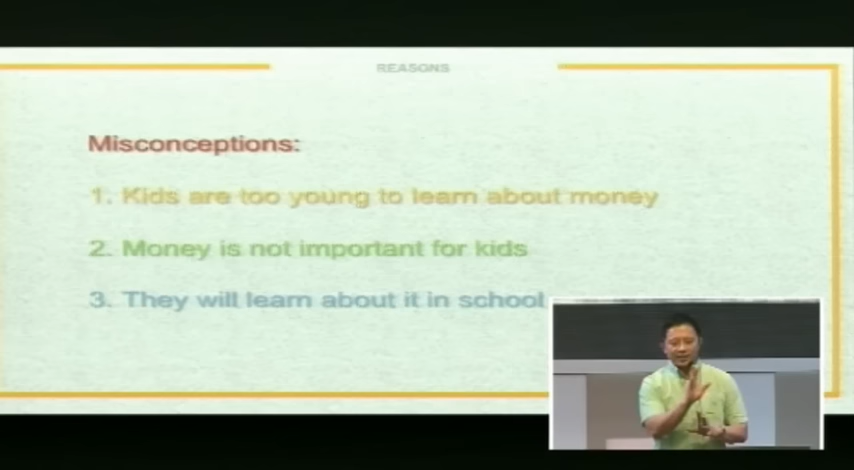 REASONS
Misconceptions:
1. Kids are too young to learn about money
2. Money is not important for kids
3. They will learn about it in school